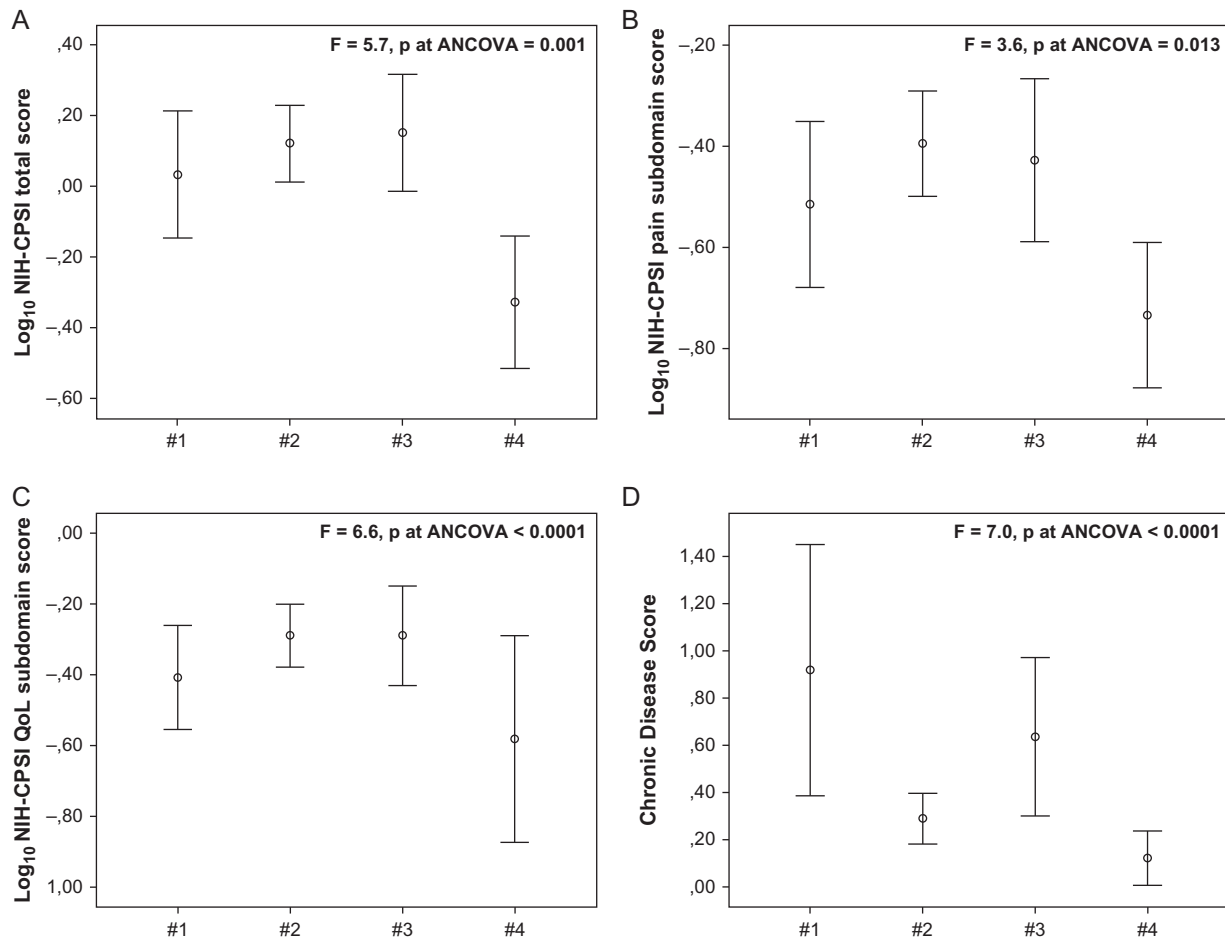 A
F = 5.7, p at ANCOVA = 0.001
Log10 NIH-CPSI total score
,40
,20
,00
–,20
–,40
–,60
#1 #2 #3 #4
B
F = 3.6, p at ANCOVA = 0.013
Log10 NIH-CPSI pain subdomain score
–,20
–,40
–,60
–,80
#1 #2 #3 #4
C
F = 6.6, p at ANCOVA < 0.0001
Log10 NIH-CPSI QoL subdomain score
,00
–,20
–,40
–,60
–,80
1,00
#1 #2 #3 #4
D
F = 7.0, p at ANCOVA < 0.0001
Chronic Disease Score
1,40
1,20
1,00
,80
,60
,40
,20
,00
#1 #2 #3 #4